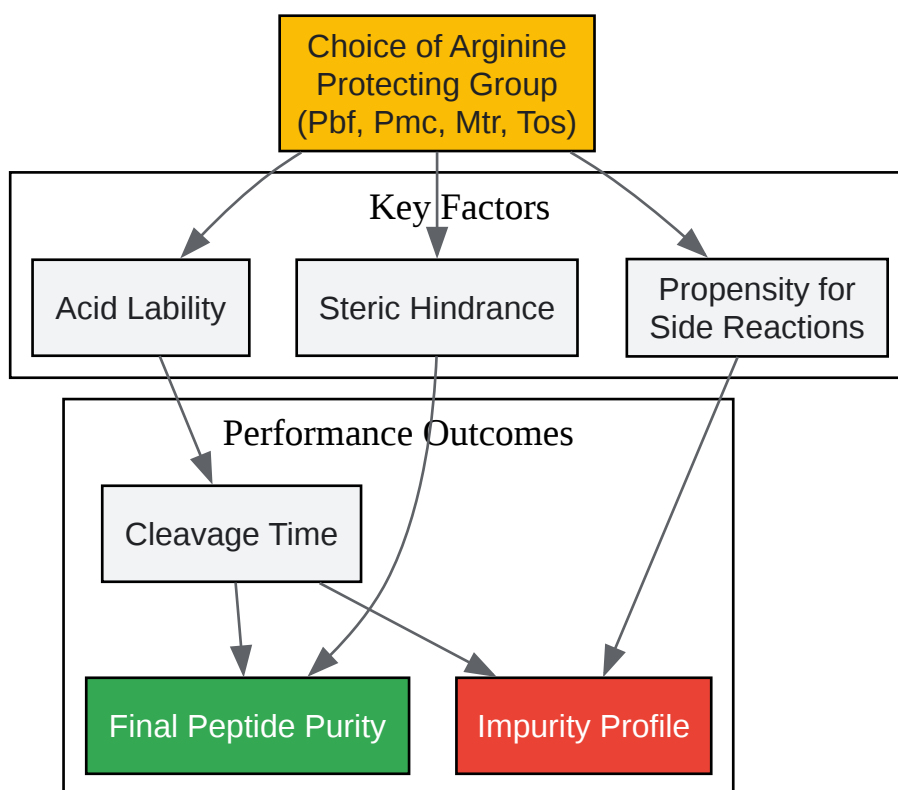 Choice of Arginine
Protecting Group
(Pbf, Pmc, Mtr, Tos)
Key Factors
Acid Lability
Steric Hindrance
Propensity for
Side Reactions
Performance Outcomes
Cleavage Time
Final Peptide Purity
Impurity Profile